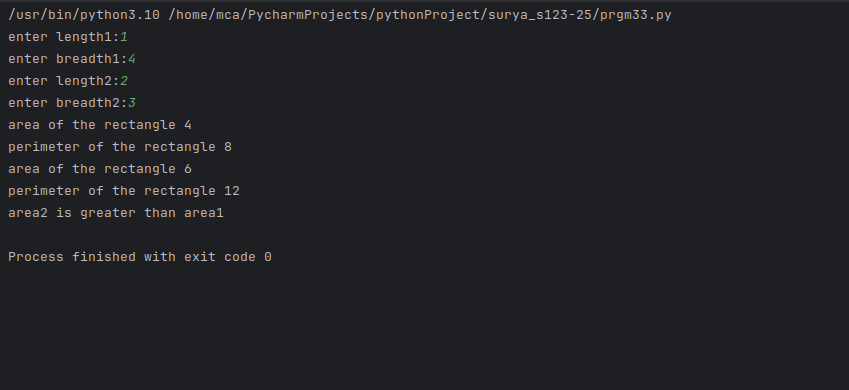 /usr/bin/python3.10 /home/mca/PycharmProjects/pythonProject/surya_s123-25/prgm33.py
enter length1:1
enter breadth1:4
enter length2:2
enter breadth2:3
area of the rectangle 4
perimeter of the rectangle 8
area of the rectangle 6
perimeter of the rectangle 12
area2 is greater than area1
Process finished with exit code 0